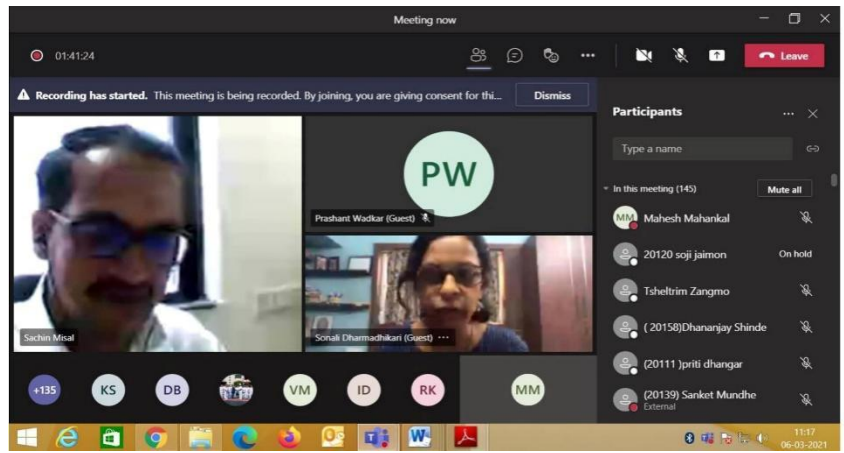 Meeting now
01:41:24
Leave
Recording has started. This meeting is being recorded. By joining, you are giving consent for thi...
Dismiss
PW
Prashant Wadkar (Guest)
Sachin Misal
Sonali Dharmadhikari (Guest)
+135
KS
DB
VM
ID
RK
MM
Participants
Type a name
In this meeting (145)
Mute all
MM
Mahesh Mahankal
20120 soji jaimon
On hold
Tsheltrim Zangmo
( 20158)Dhananjay Shinde
(20111 )priti dhangar
(20139) Sanket Mundhe
External
11:17
06-03-2021